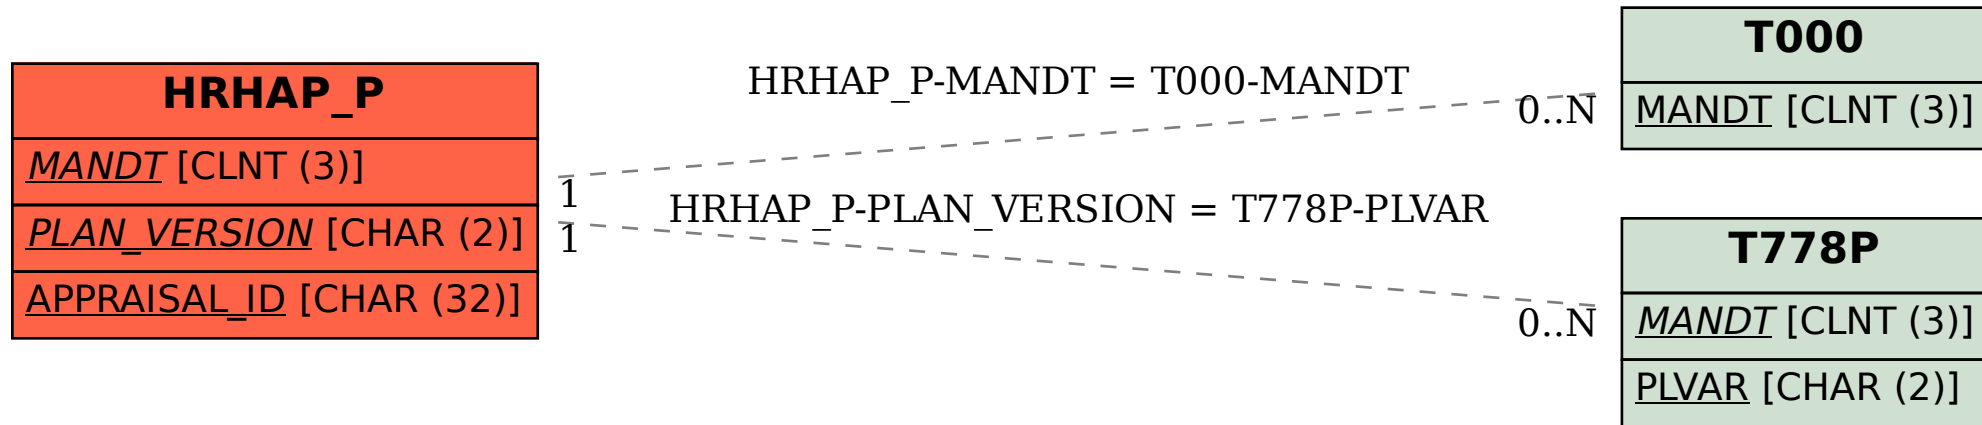 HRHAP_P
MANDT [CLNT (3)]
PLAN_VERSION [CHAR (2)]
APPRAISAL_ID [CHAR (32)]
HRHAP_P-MANDT = T000-MANDT
0..N
1
HRHAP_P-PLAN_VERSION = T778P-PLVAR
1
0..N
T000
MANDT [CLNT (3)]
T778P
MANDT [CLNT (3)]
PLVAR [CHAR (2)]